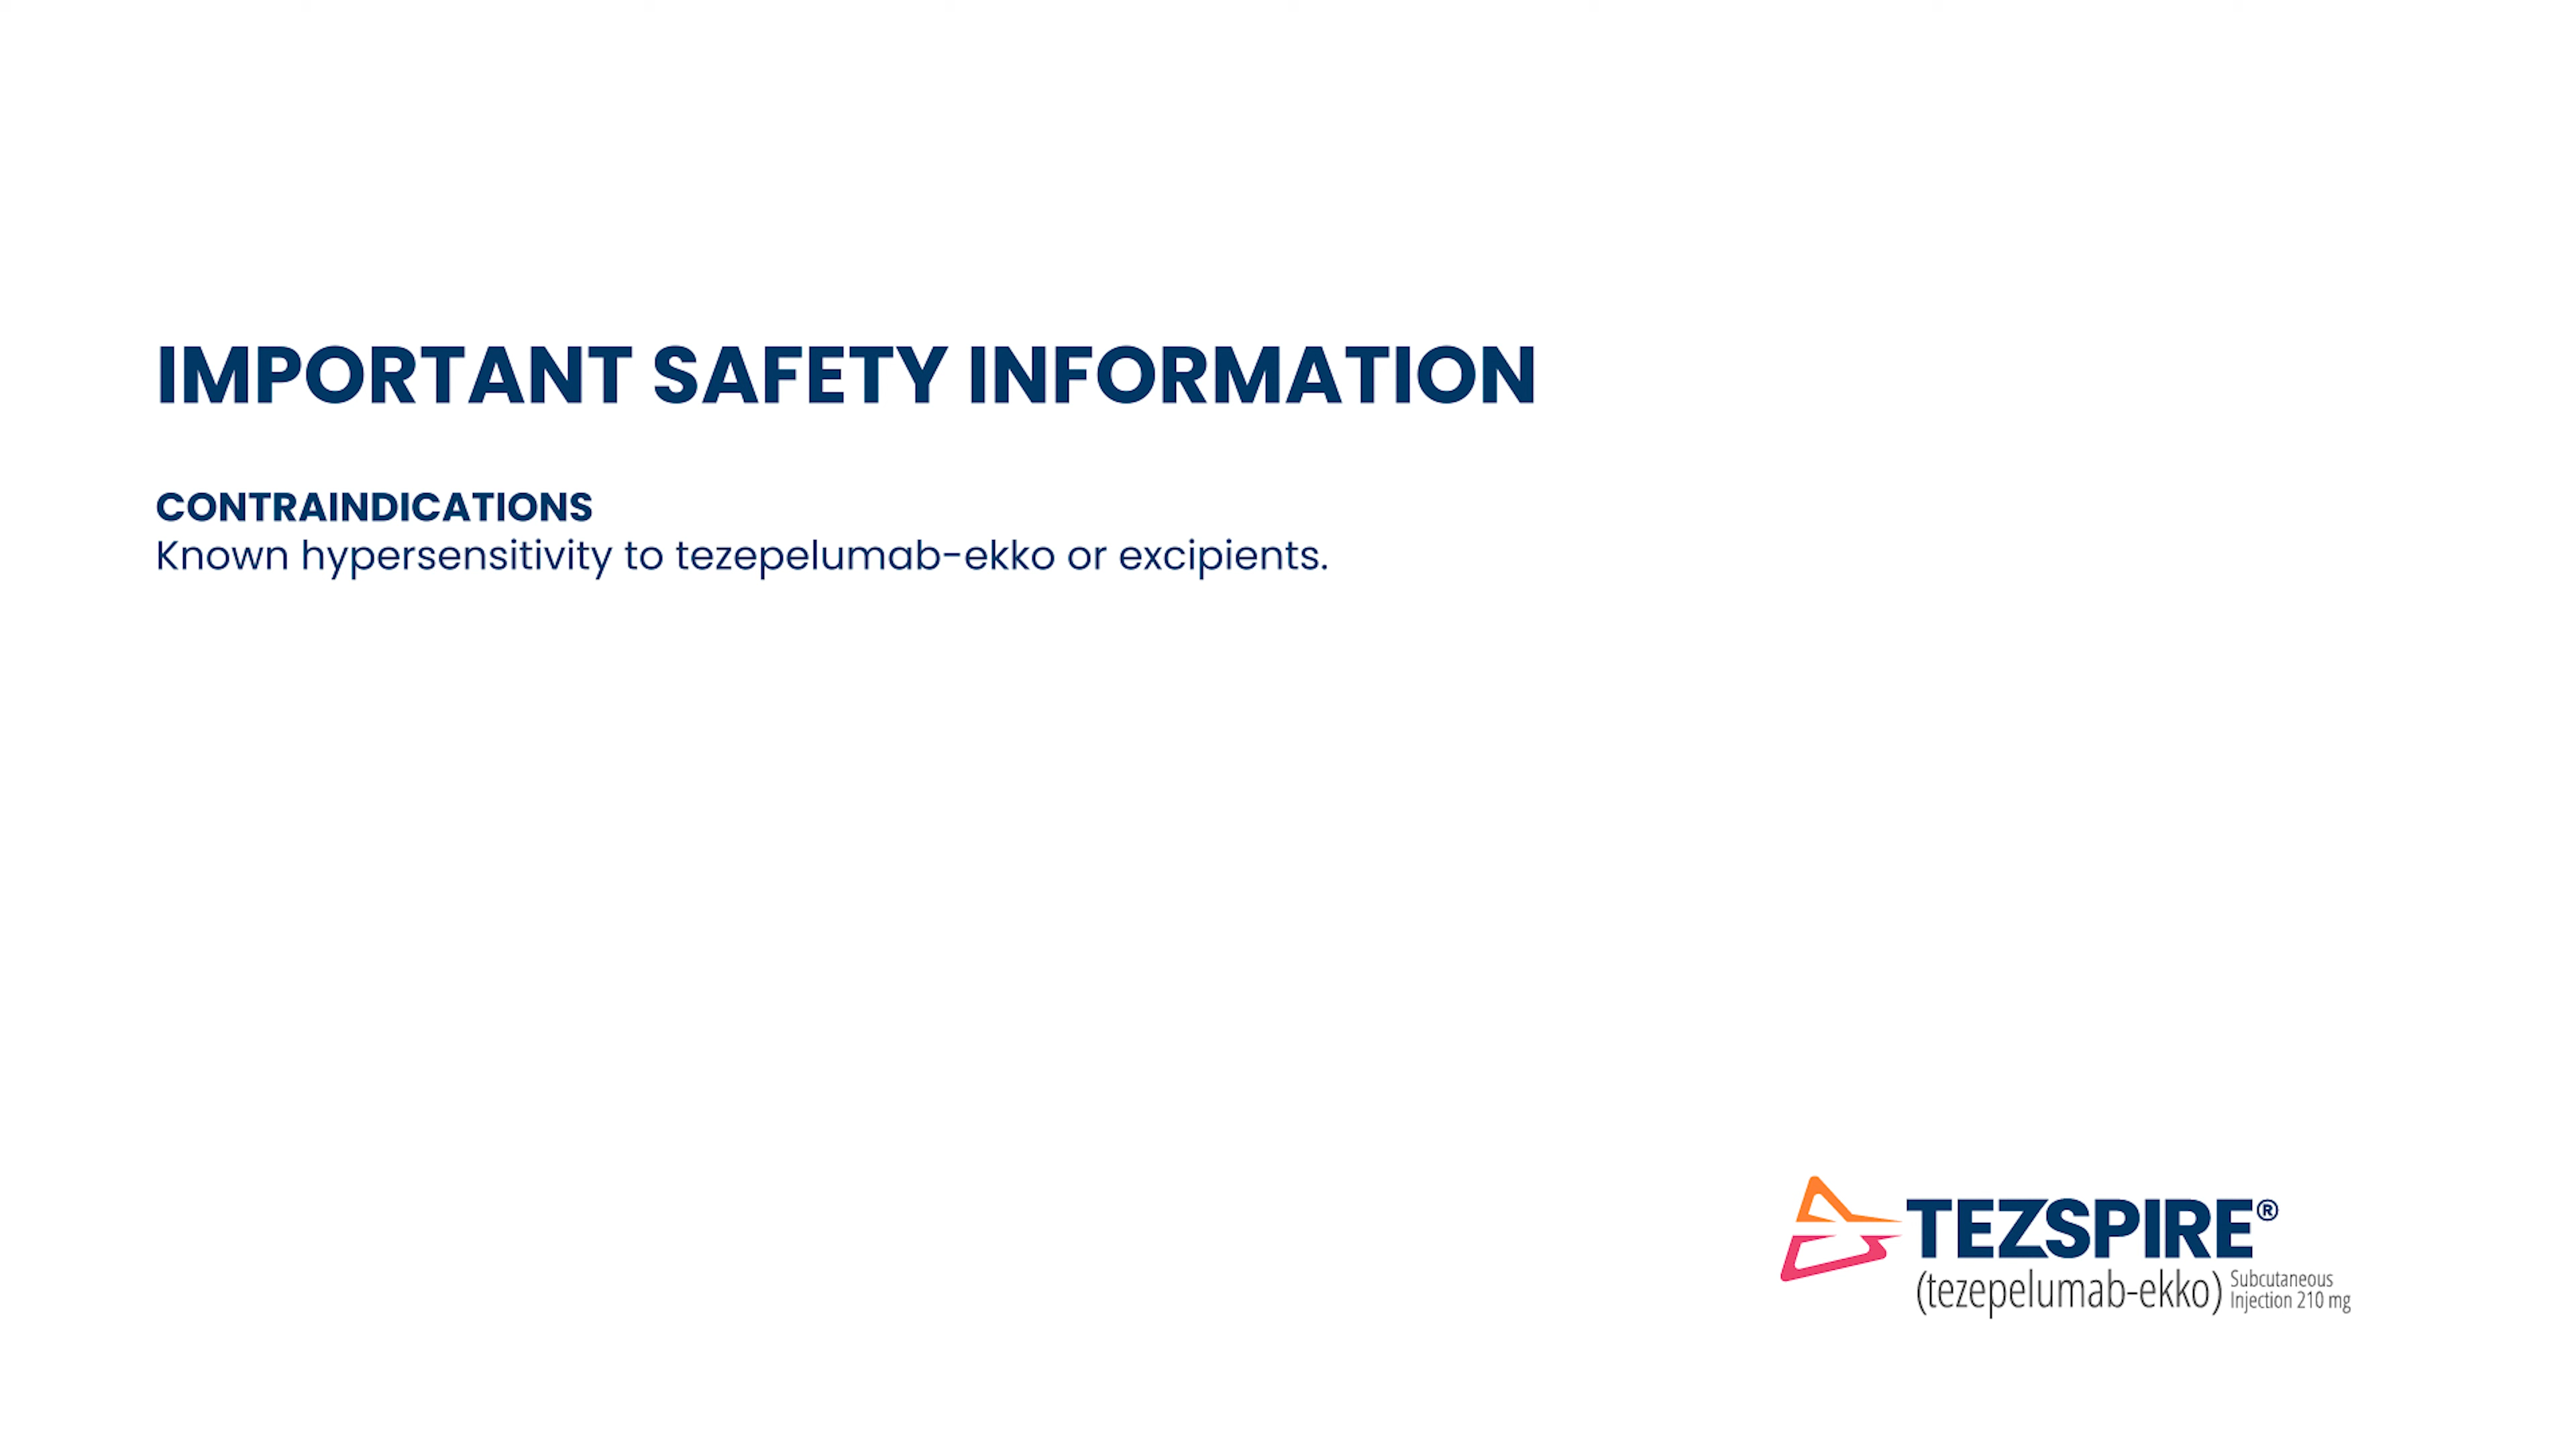 IMPORTANT SAFETY INFORMATION
CONTRAINDICATIONS
Known hypersensitivity to tezepelumab-ekko or excipients.
TEZSPIRE®
(tezepelumab-ekko) Subcutaneous
Injection 210 mg